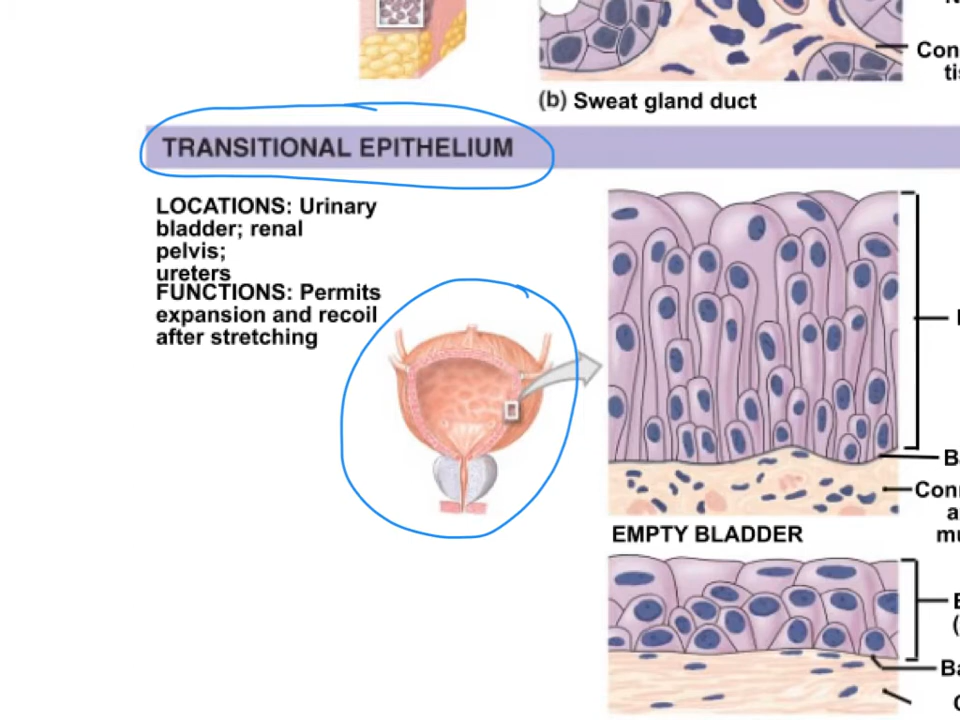 (b) Sweat gland duct
TRANSITIONAL EPITHELIUM
LOCATIONS: Urinary
bladder; renal
pelvis;
ureters
FUNCTIONS: Permits
expansion and recoil
after stretching
EMPTY BLADDER